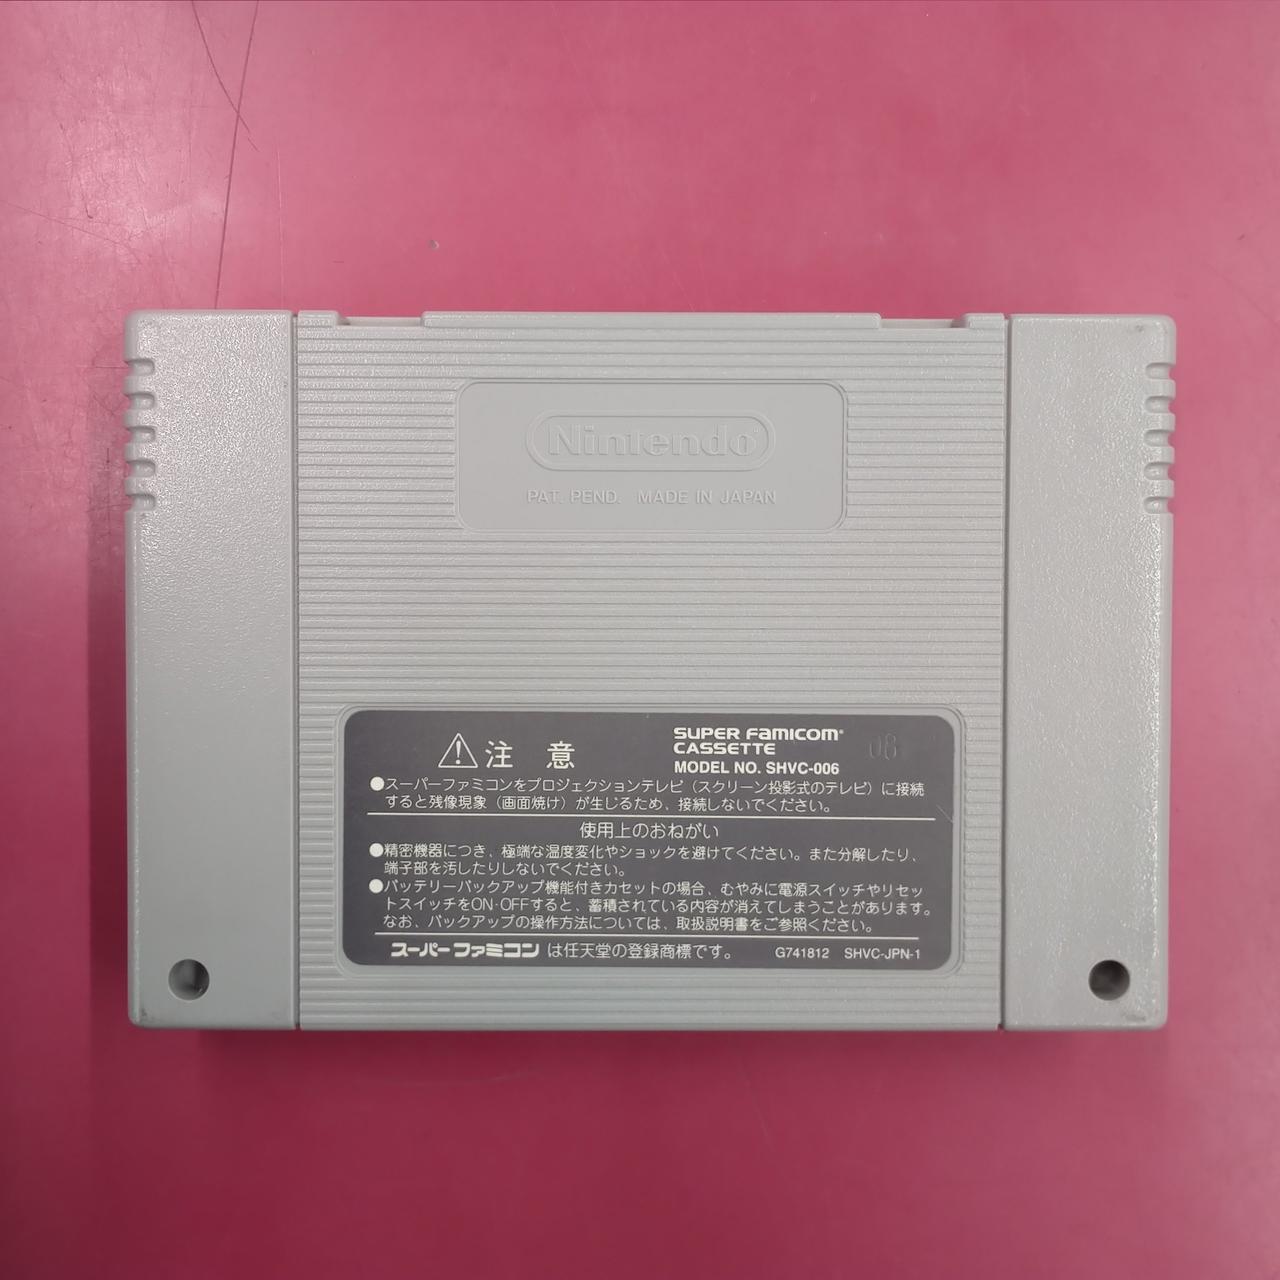 Nintendo
PAT. PEND. MADE IN JAPAN
注意
SUPER FAMICOM®
CASSETTE
MODEL NO. SHVC-006
08
●スーパーファミコンをプロジェクションテレビ（スクリーン投影式のテレビ）に接続
すると残像現象（画面焼け）が生じるため、接続しないでください。
使用上のおねがい
●精密機器につき、極端な温度変化やショックを避けてください。また分解したり、
端子部を汚したりしないでください。
●バッテリーバックアップ機能付きカセットの場合、むやみに電源スイッチやリセッ
トスイッチをON·OFFすると、蓄積されている内容が消えてしまうことがあります。
なお、バックアップの操作方法については、取扱説明書をご参照ください。
スーパーファミコン は任天堂の登録商標です。 G741812 SHVC-JPN-1